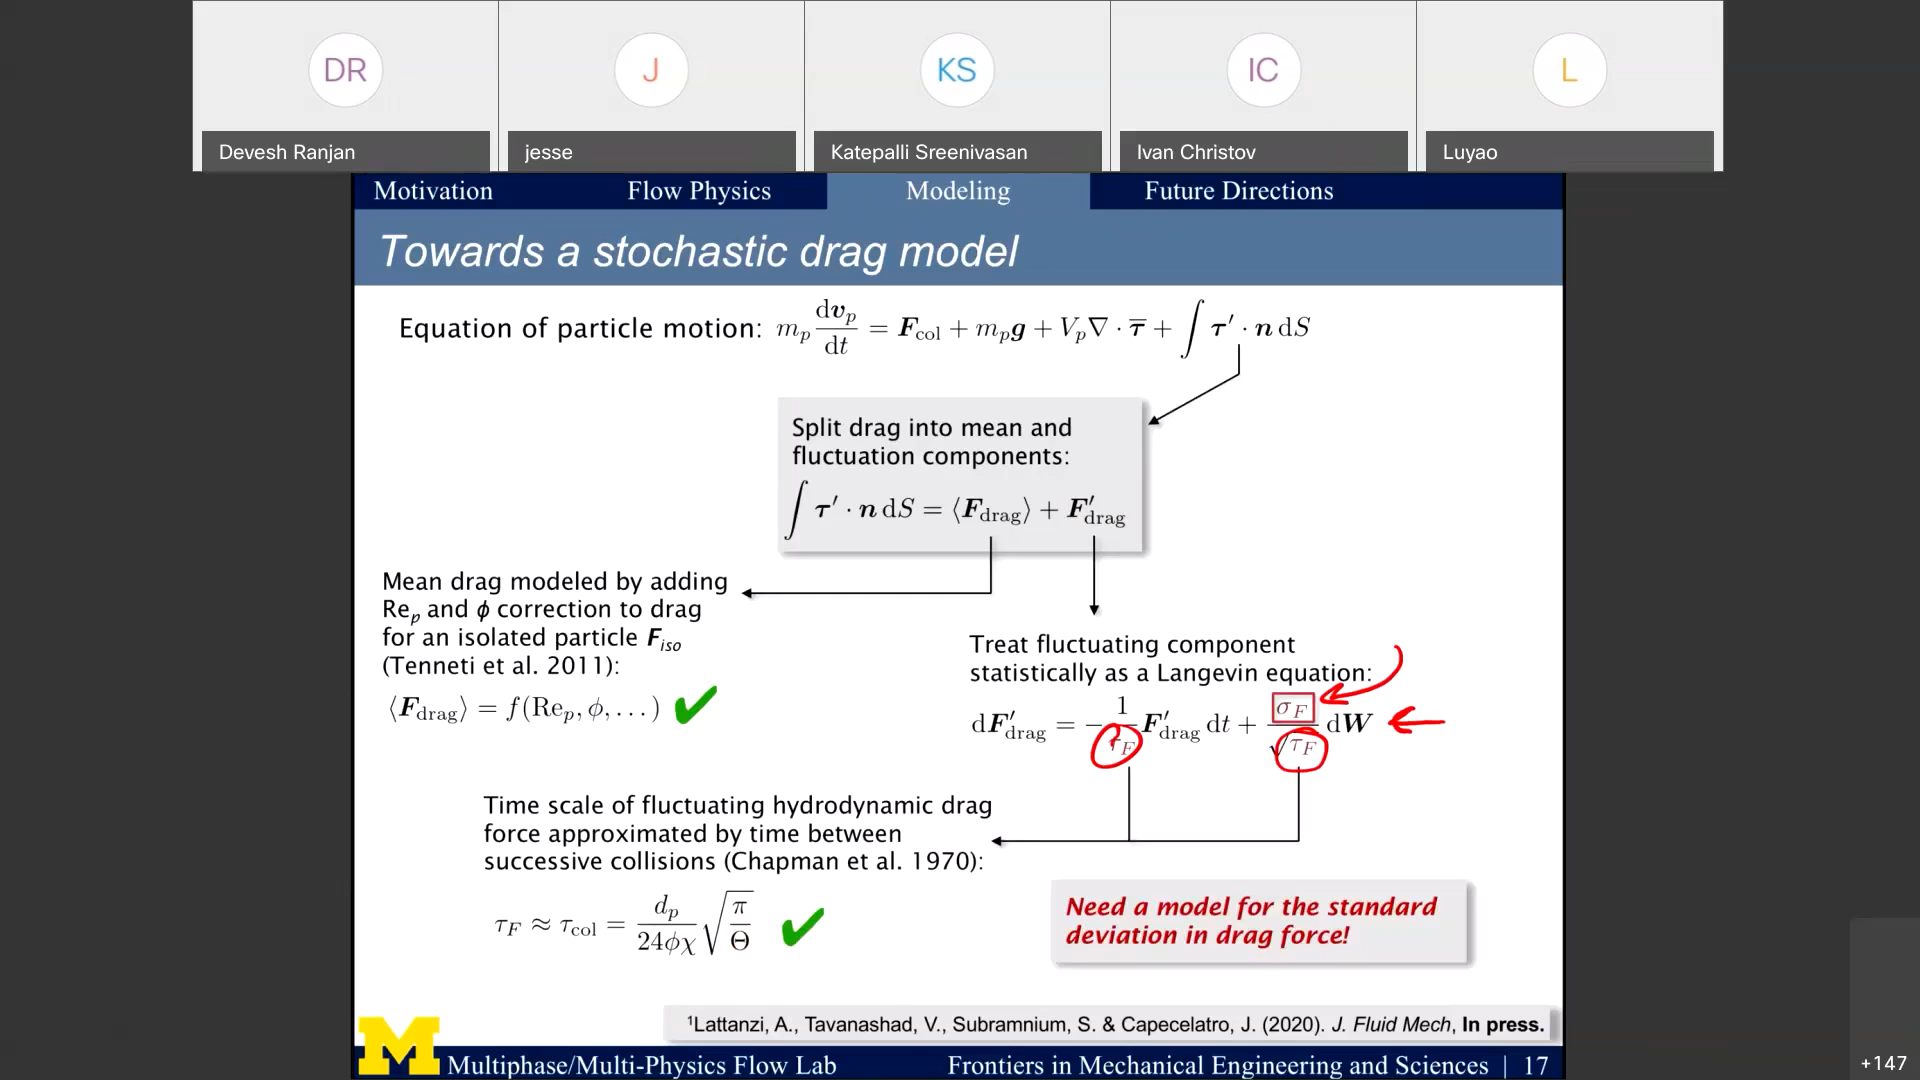 DR
J
KS
IC
L
Devesh Ranjan
jesse
Katepalli Sreenivasan
Ivan Christov
Luyao
Motivation
Flow Physics
Modeling
Future Directions
Towards a stochastic drag model
Equation of particle motion: m_p d𝒗_p/dt = 𝑭_col + m_p𝒈 + V_p∇ · τ̅ + ∫ τ′ · 𝒏 dS
Split drag into mean and
fluctuation components:
∫ τ′ · 𝒏 dS = ⟨𝑭_drag⟩ + 𝑭′_drag
Mean drag modeled by adding
Re_p and ϕ correction to drag
for an isolated particle F_iso
(Tenneti et al. 2011):
⟨𝑭_drag⟩ = f(Re_p, ϕ, . . . )
Treat fluctuating component
statistically as a Langevin equation:
d𝑭′_drag = −1/τ_F 𝑭′_drag dt + σ_F/√τ_F d𝑾
Time scale of fluctuating hydrodynamic drag
force approximated by time between
successive collisions (Chapman et al. 1970):
τ_F ≈ τ_col = d_p/24ϕχ √π/Θ
Need a model for the standard
deviation in drag force!
¹Lattanzi, A., Tavanashad, V., Subramnium, S. & Capecelatro, J. (2020). J. Fluid Mech, In press.
M
Multiphase/Multi-Physics Flow Lab
Frontiers in Mechanical Engineering and Sciences | 17
+147